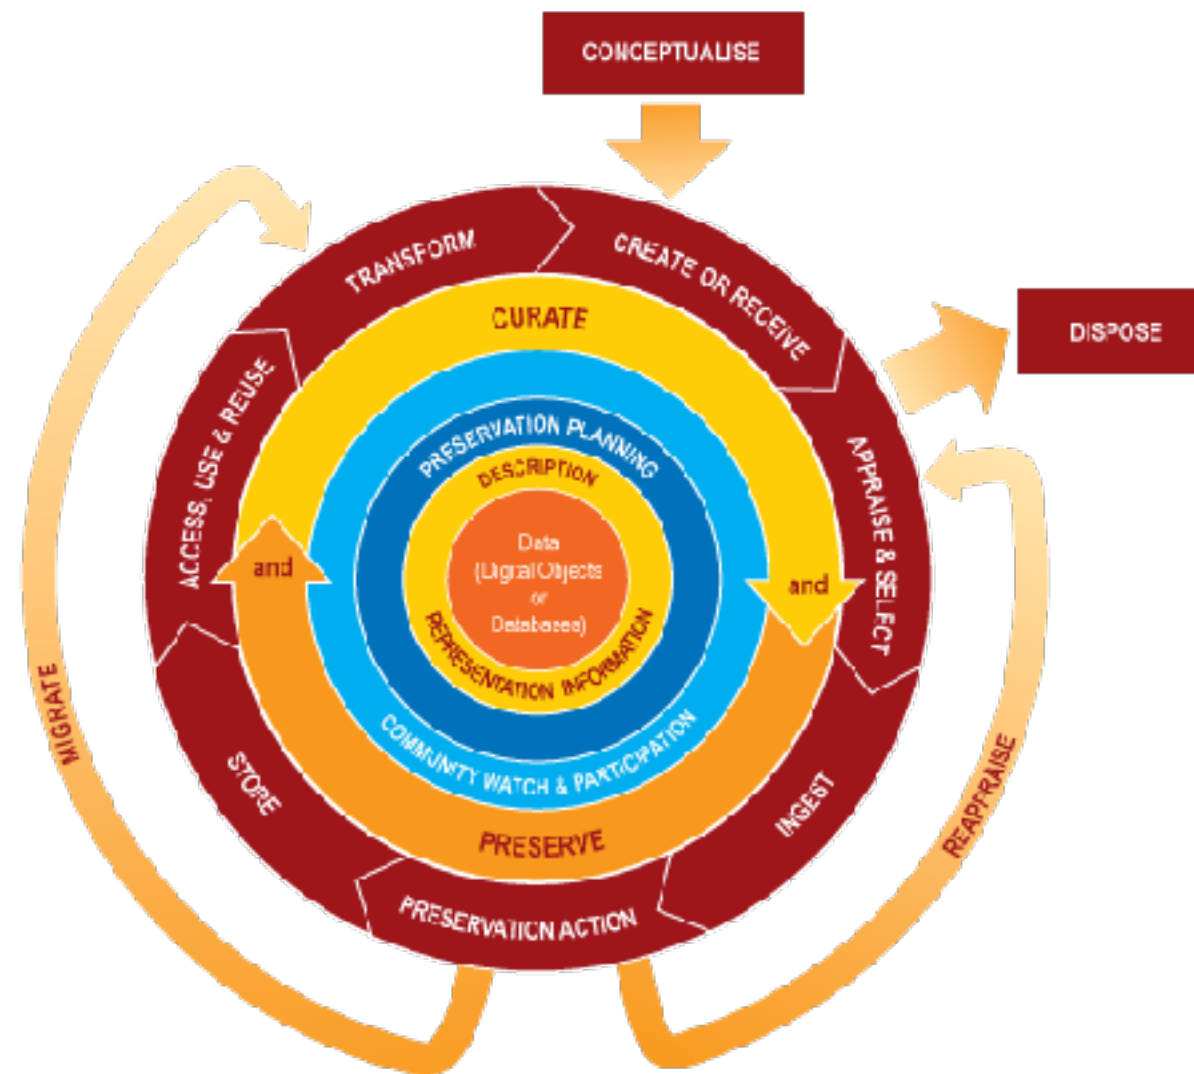 CONCEPTUALISE
TRANSFORM
CREATE OR RECEIVE
DISPOSE
CURATE
ACCESS, USE & REUSE
APPRAISE & SELECT
PRESERVATION PLANNING
DESCRIPTION
Data
(Digital Objects
or
Databases)
and
and
REPRESENTATION INFORMATION
COMMUNITY WATCH & PARTICIPATION
MIGRATE
STORE
INGEST
REAPPRAISE
PRESERVE
PRESERVATION ACTION